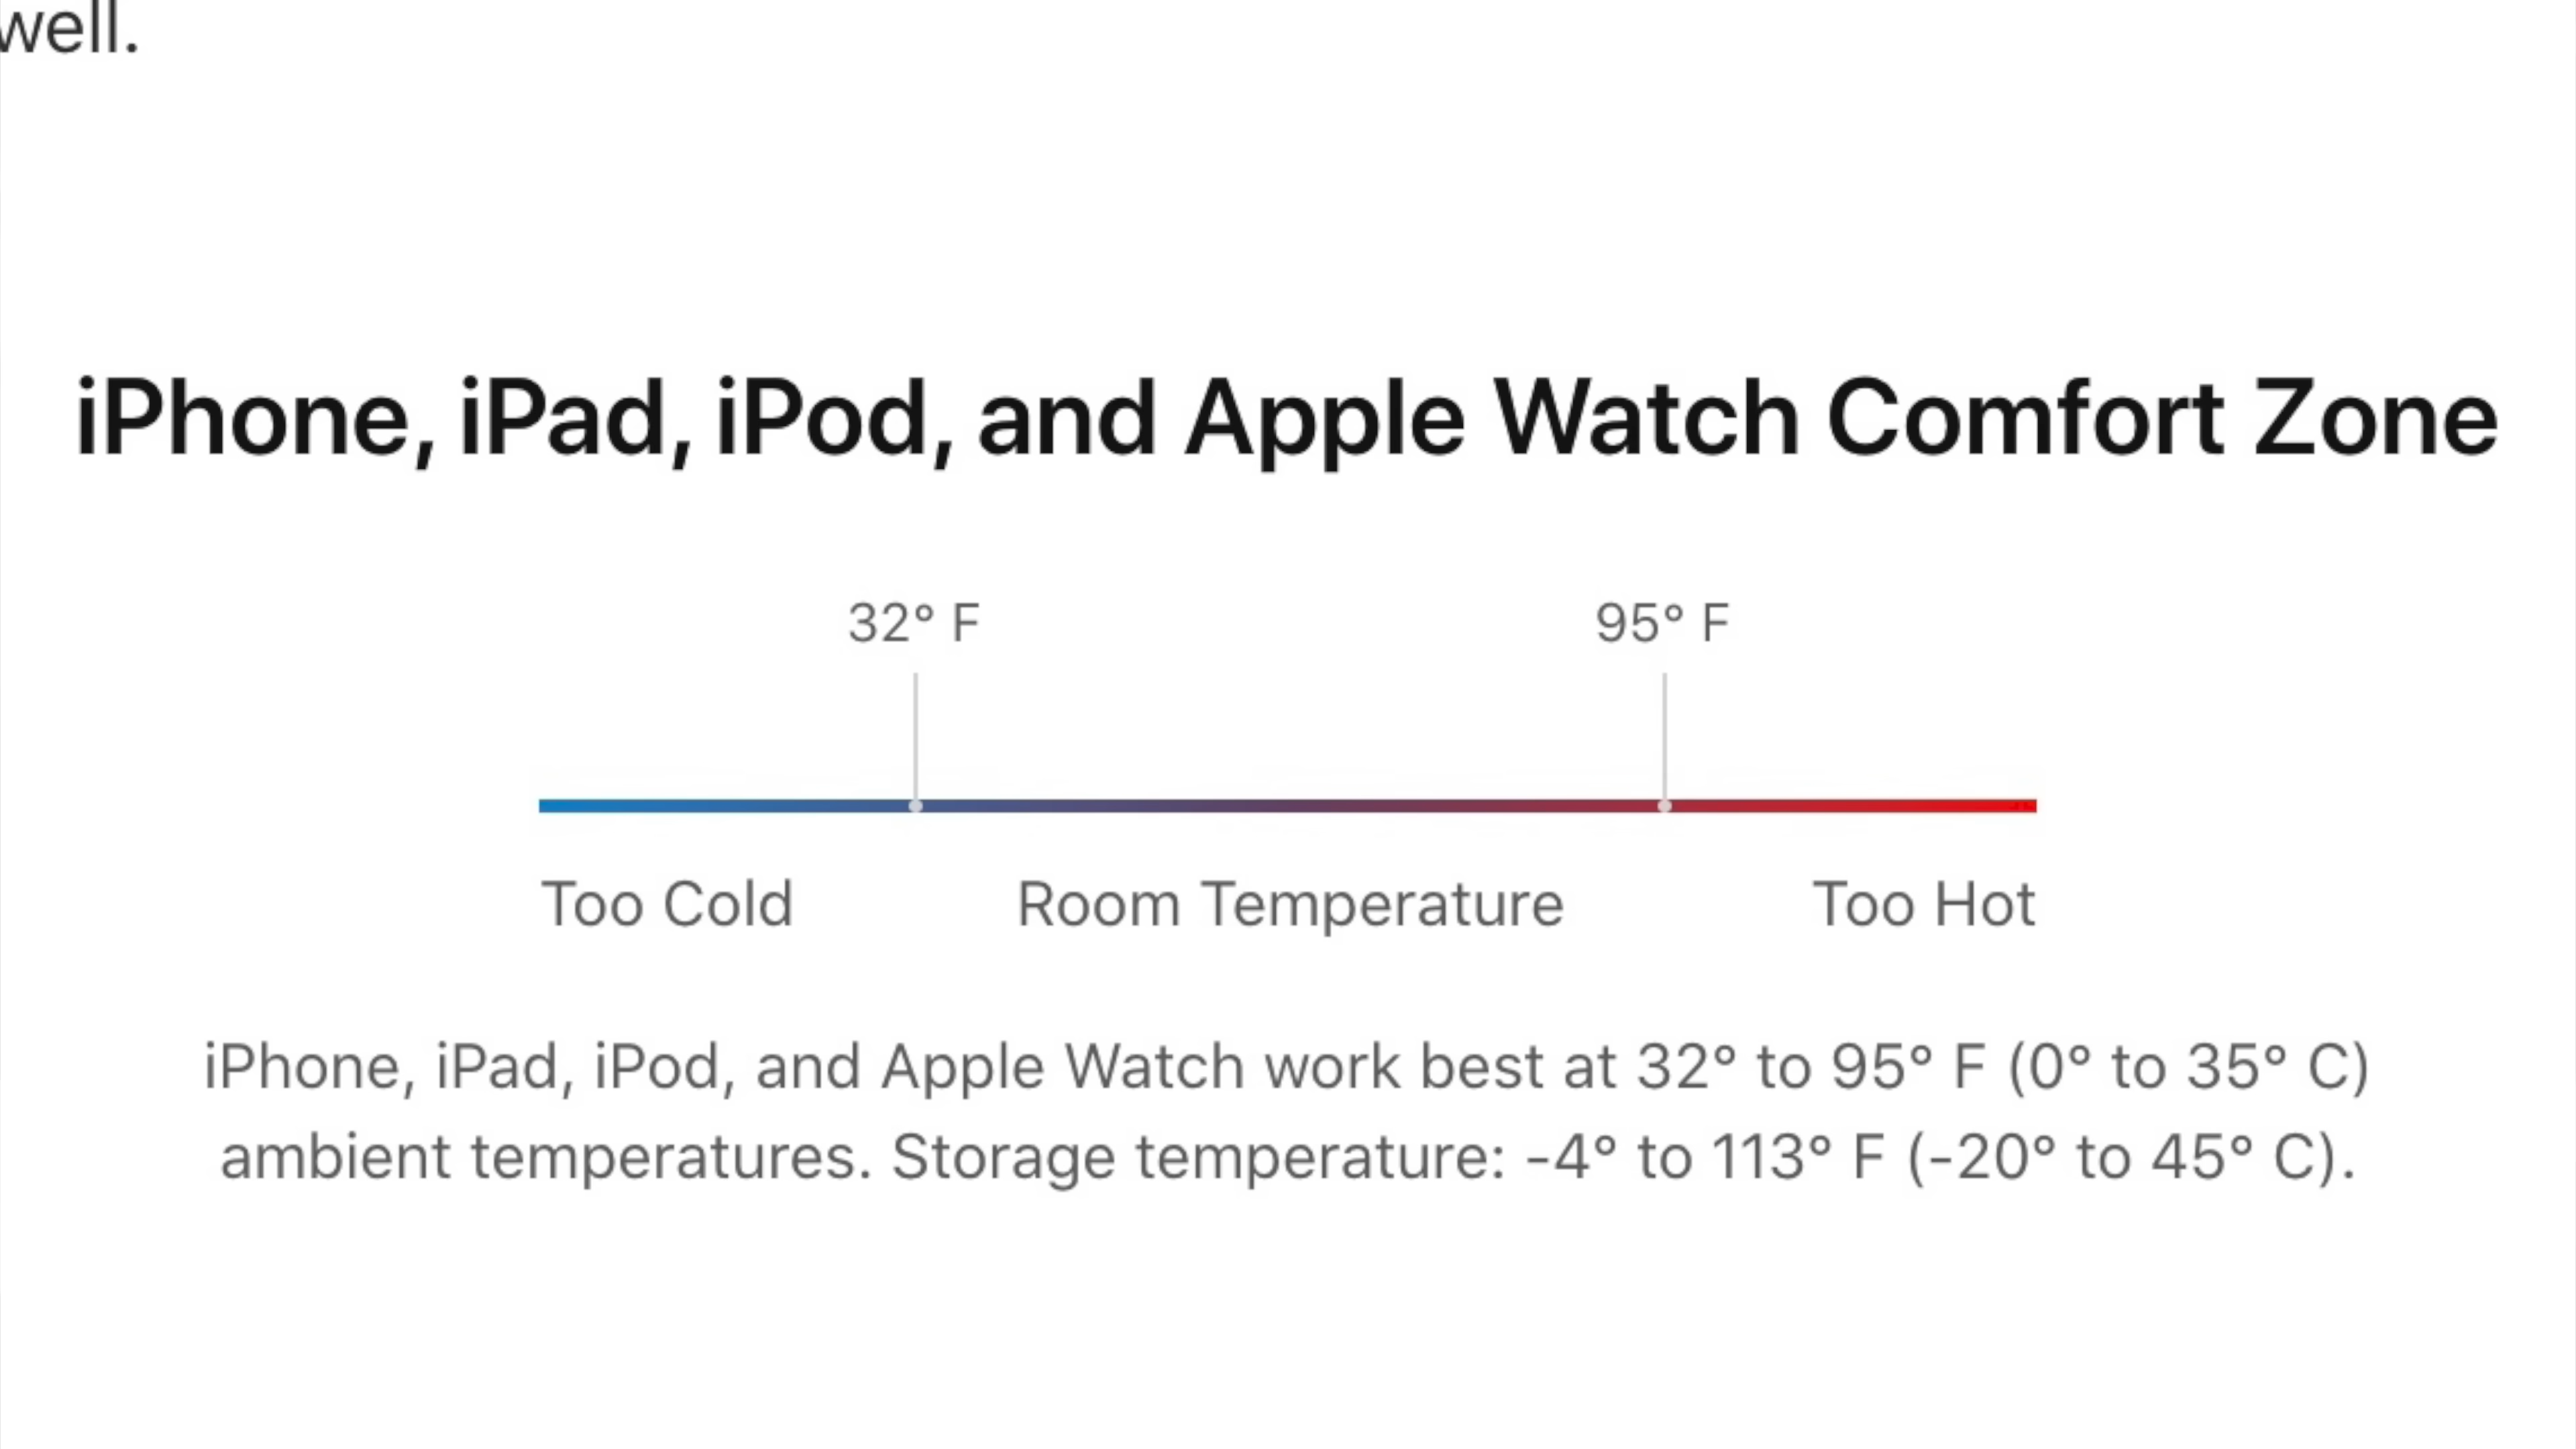 well.
iPhone, iPad, iPod, and Apple Watch Comfort Zone
32° F 95° F
Too Cold Room Temperature Too Hot
iPhone, iPad, iPod, and Apple Watch work best at 32° to 95° F (0° to 35° C)
ambient temperatures. Storage temperature: -4° to 113° F (-20° to 45° C).